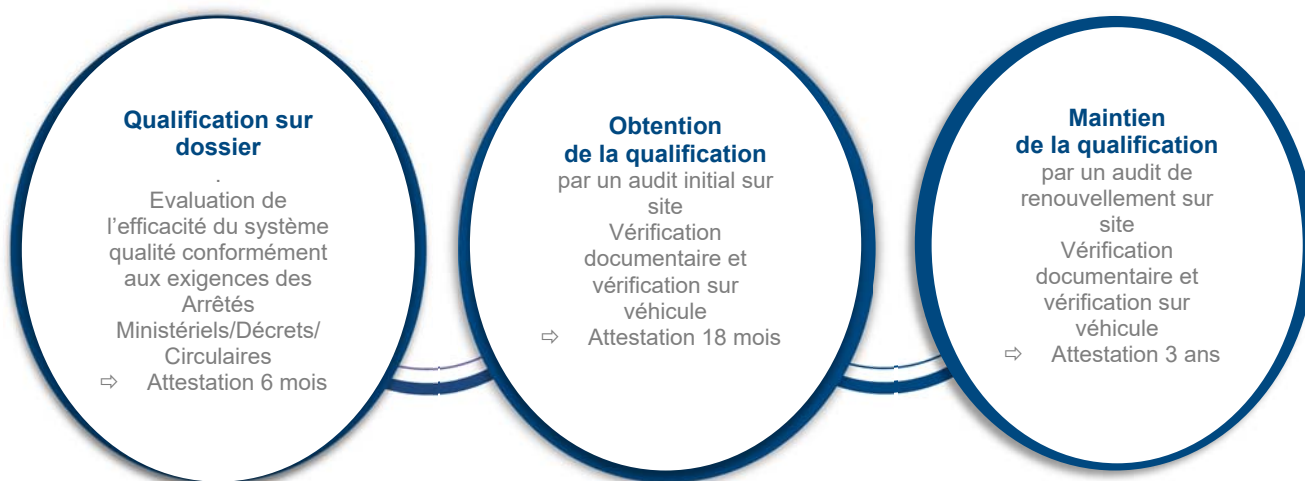 Qualification sur
dossier
.
Evaluation de
l'efficacité du système
qualité conformément
aux exigences des
Arrêtés
Ministériels/Décrets/
Circulaires
⇨ Attestation 6 mois
Obtention
de la qualification
par un audit initial sur
site
Vérification
documentaire et
vérification sur
véhicule
⇨ Attestation 18 mois
Maintien
de la qualification
par un audit de
renouvellement sur
site
Vérification
documentaire et
vérification sur
véhicule
⇨ Attestation 3 ans